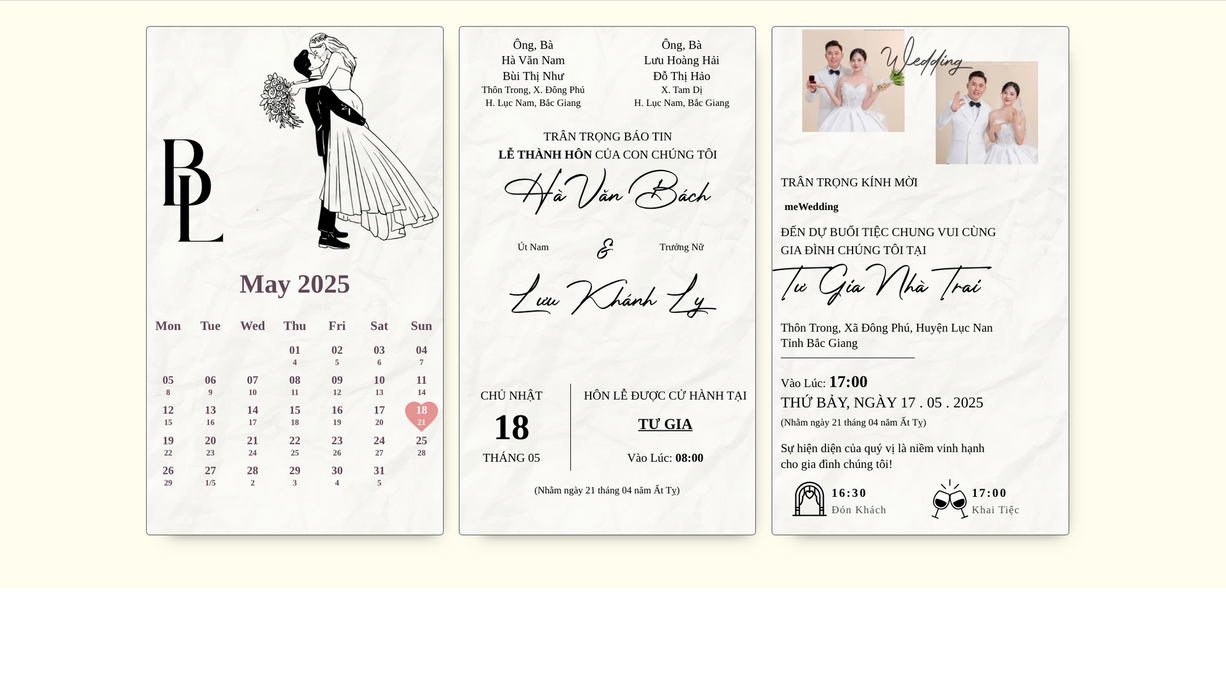 B
L
May 2025
Mon Tue Wed Thu Fri Sat Sun
01 02 03 04
4 5 6 7
05 06 07 08 09 10 11
8 9 10 11 12 13 14
12 13 14 15 16 17 18
15 16 17 18 19 20 21
19 20 21 22 23 24 25
22 23 24 25 26 27 28
26 27 28 29 30 31
29 1/5 2 3 4 5
Ông, Bà
Hà Văn Nam
Bùi Thị Như
Thôn Trong, X. Đông Phú
H. Lục Nam, Bắc Giang
Ông, Bà
Lưu Hoàng Hải
Đỗ Thị Hảo
X. Tam Dị
H. Lục Nam, Bắc Giang
TRÂN TRỌNG BÁO TIN
LỄ THÀNH HÔN CỦA CON CHÚNG TÔI
Hà Văn Bách
Út Nam
&
Trưởng Nữ
Lưu Khánh Ly
CHỦ NHẬT
18
THÁNG 05
HÔN LỄ ĐƯỢC CỬ HÀNH TẠI
TƯ GIA
Vào Lúc: 08:00
(Nhằm ngày 21 tháng 04 năm Ất Tỵ)
Wedding
TRÂN TRỌNG KÍNH MỜI
meWedding
ĐẾN DỰ BUỔI TIỆC CHUNG VUI CÙNG
GIA ĐÌNH CHÚNG TÔI TẠI
Tư Gia Nhà Trai
Thôn Trong, Xã Đông Phú, Huyện Lục Nan
Tỉnh Bắc Giang
Vào Lúc: 17:00
THỨ BẢY, NGÀY 17 . 05 . 2025
(Nhằm ngày 21 tháng 04 năm Ất Tỵ)
Sự hiện diện của quý vị là niềm vinh hạnh
cho gia đình chúng tôi!
16:30
Đón Khách
17:00
Khai Tiệc